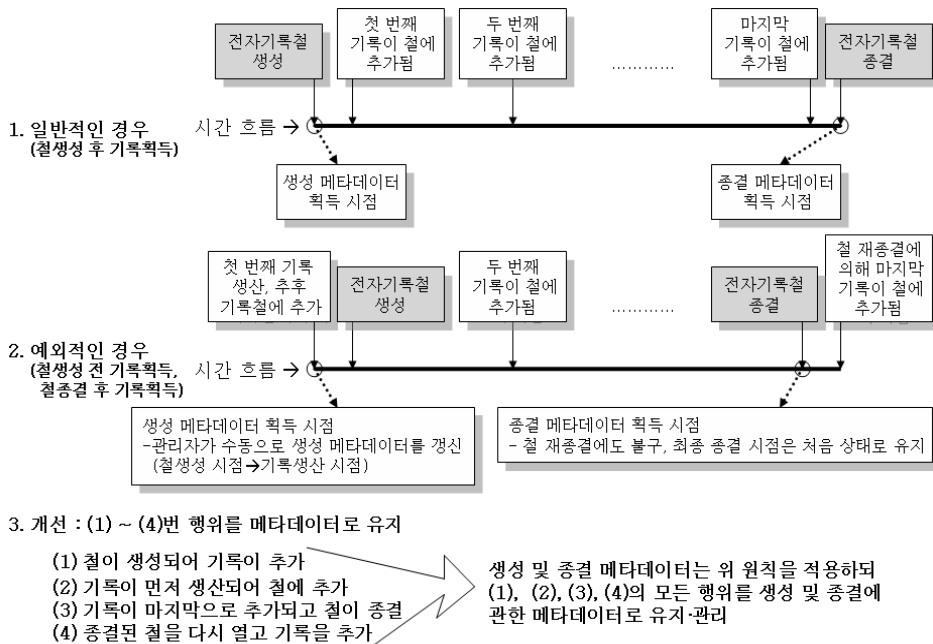 전자기록철
생성
첫 번째
기록이 철에
추가됨
두 번째
기록이 철에
추가됨
…………
마지막
기록이 철에
추가됨
전자기록철
종결
1. 일반적인 경우
(철생성 후 기록획득)
시간 흐름 →
생성 메타데이터
획득 시점
종결 메타데이터
획득 시점
첫 번째 기록
생산, 추후
기록철에 추가
전자기록철
생성
두 번째
기록이 철에
추가됨
…………
전자기록철
종결
철 재종결에
의해 마지막
기록이 철에
추가됨
2. 예외적인 경우
(철생성 전 기록획득,
철종결 후 기록획득)
시간 흐름 →
생성 메타데이터 획득 시점
-관리자가 수동으로 생성 메타데이터를 갱신
(철생성 시점→기록생산 시점)
종결 메타데이터 획득 시점
- 철 재종결에도 불구, 최종 종결 시점은 처음 상태로 유지
3. 개선 : (1) ~ (4)번 행위를 메타데이터로 유지
(1) 철이 생성되어 기록이 추가
(2) 기록이 먼저 생산되어 철에 추가
(3) 기록이 마지막으로 추가되고 철이 종결
(4) 종결된 철을 다시 열고 기록을 추가
생성 및 종결 메타데이터는 위 원칙을 적용하되
(1), (2), (3), (4)의 모든 행위를 생성 및 종결에
관한 메타데이터로 유지·관리